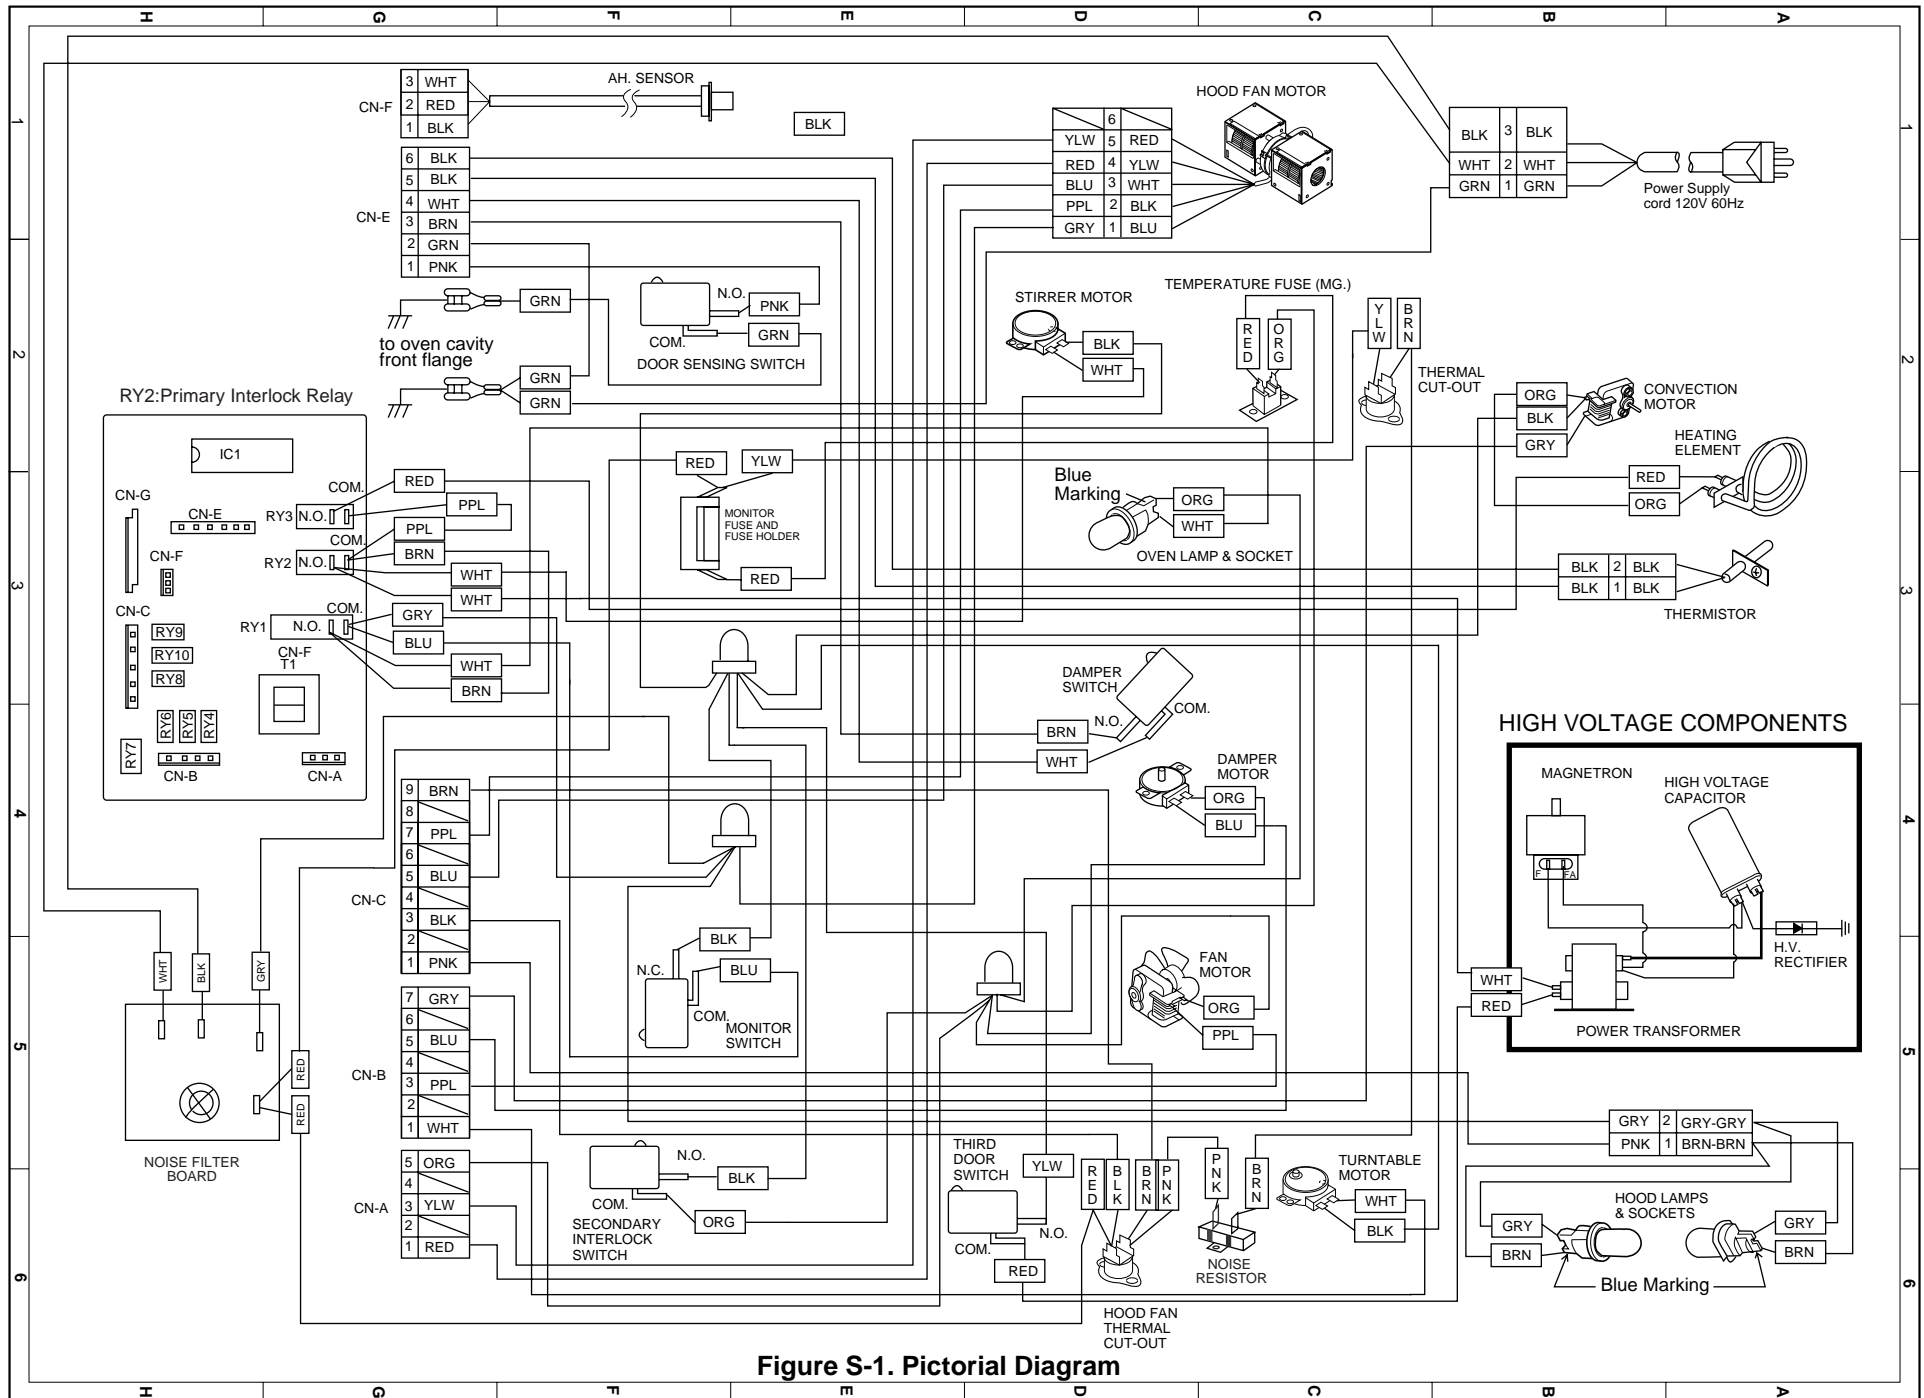 H G F E D C B A
1
2
3
4
5
6
CN-F
3 WHT
2 RED
1 BLK
AH. SENSOR
BLK
CN-E
6 BLK
5 BLK
4 WHT
3 BRN
2 GRN
1 PNK
HOOD FAN MOTOR
6
YLW 5 RED
RED 4 YLW
BLU 3 WHT
PPL 2 BLK
GRY 1 BLU
BLK 3 BLK
WHT 2 WHT
GRN 1 GRN
Power Supply
cord 120V 60Hz
GRN
to oven cavity
front flange
GRN
GRN
N.O.
PNK
GRN
COM.
DOOR SENSING SWITCH
STIRRER MOTOR
BLK
WHT
TEMPERATURE FUSE (MG.)
RED
ORG
YLW
BRN
THERMAL
CUT-OUT
ORG
BLK
GRY
CONVECTION
MOTOR
HEATING
ELEMENT
RED
ORG
RY2:Primary Interlock Relay
IC1
CN-G
CN-E
CN-F
CN-C
RY9
RY10
RY8
RY6
RY5
RY4
RY7
CN-B
CN-A
CN-F
T1
COM.
RY3 N.O.
COM.
RY2 N.O.
COM.
RY1 N.O.
RED
PPL
PPL
BRN
WHT
WHT
GRY
BLU
WHT
BRN
RED
YLW
MONITOR
FUSE AND
FUSE HOLDER
RED
Blue
Marking
ORG
WHT
OVEN LAMP & SOCKET
BLK 2 BLK
BLK 1 BLK
THERMISTOR
DAMPER
SWITCH
COM.
N.O.
BRN
WHT
DAMPER
MOTOR
ORG
BLU
HIGH VOLTAGE COMPONENTS
MAGNETRON
F FA
HIGH VOLTAGE
CAPACITOR
H.V.
RECTIFIER
WHT
RED
POWER TRANSFORMER
CN-C
9 BRN
8
7 PPL
6
5 BLU
4
3 BLK
2
1 PNK
CN-B
7 GRY
6
5 BLU
4
3 PPL
2
1 WHT
CN-A
5 ORG
4
3 YLW
2
1 RED
WHT
BLK
GRY
RED
RED
NOISE FILTER
BOARD
BLK
N.C.
BLU
COM.
MONITOR
SWITCH
FAN
MOTOR
ORG
PPL
N.O.
BLK
COM.
ORG
SECONDARY
INTERLOCK
SWITCH
THIRD
DOOR
SWITCH
YLW
N.O.
COM.
RED
RED
BLK
BRN
PNK
HOOD FAN
THERMAL
CUT-OUT
PNK
BRN
NOISE
RESISTOR
TURNTABLE
MOTOR
WHT
BLK
GRY 2 GRY-GRY
PNK 1 BRN-BRN
HOOD LAMPS
& SOCKETS
GRY
BRN
GRY
BRN
Blue Marking
Figure S-1. Pictorial Diagram
1
2
3
4
5
6
H G F E D C B A